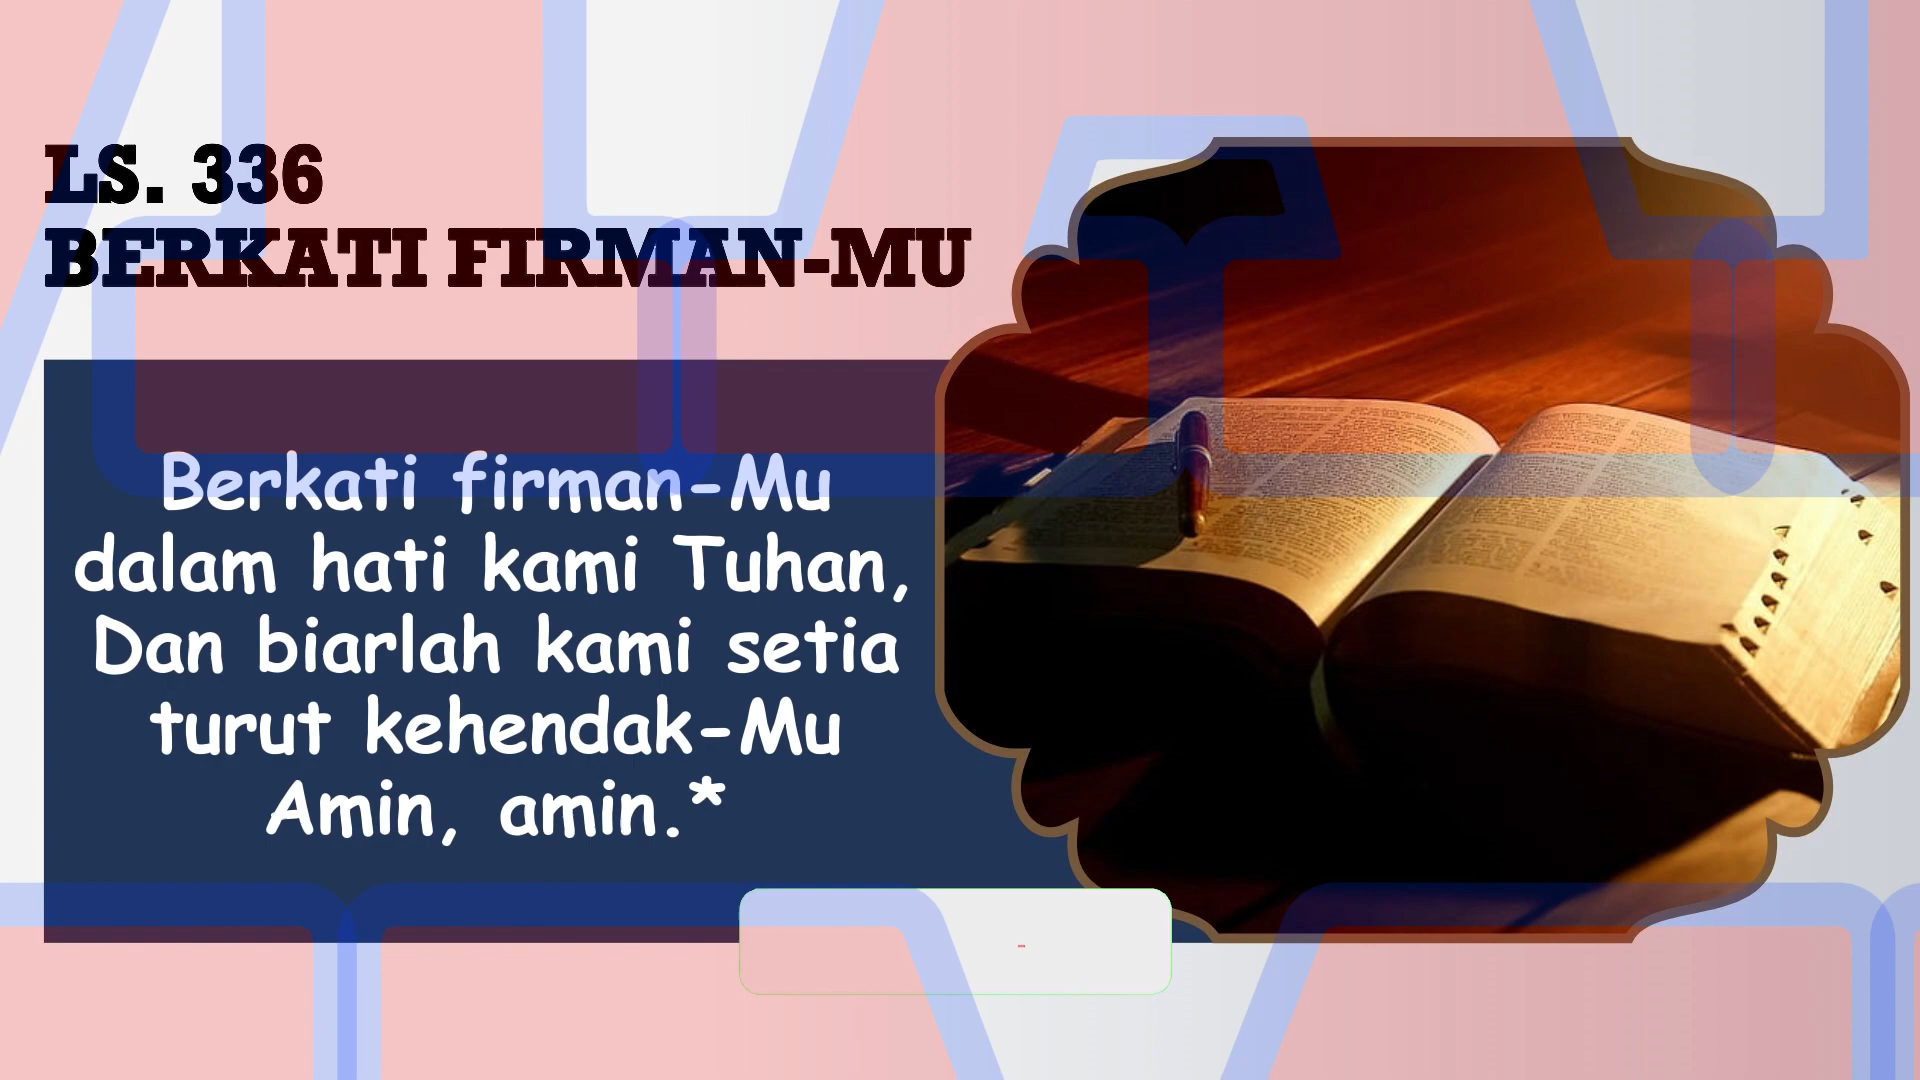 LS. 336
BERKATI FIRMAN-MU
Berkati firman-Mu
dalam hati kami Tuhan,
Dan biarlah kami setia
turut kehendak-Mu
Amin, amin.*